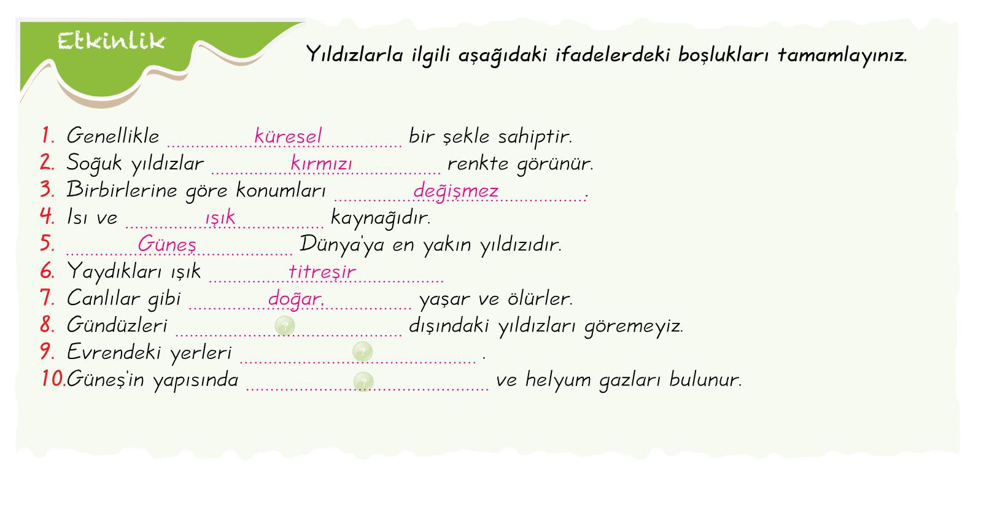 Etkinlik
Yıldızlarla ilgili aşağıdaki ifadelerdeki boşlukları tamamlayınız.
1. Genellikle küresel bir şekle sahiptir.
2. Soğuk yıldızlar kırmızı renkte görünür.
3. Birbirlerine göre konumları değişmez.
4. Isı ve ışık kaynağıdır.
5. Güneş Dünya'ya en yakın yıldızıdır.
6. Yaydıkları ışık titreşir
7. Canlılar gibi doğar, yaşar ve ölürler.
8. Gündüzleri ? dışındaki yıldızları göremeyiz.
9. Evrendeki yerleri ? .
10. Güneş'in yapısında ? ve helyum gazları bulunur.